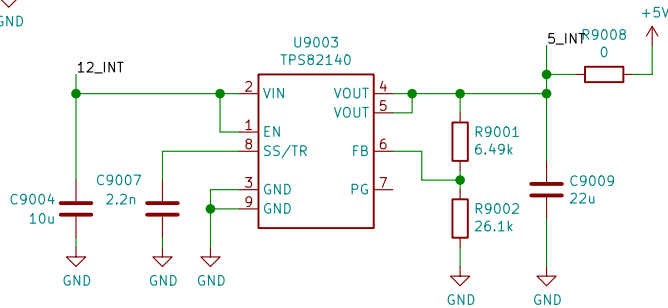 GND
+5V
R9008
0
5_INT
U9003
TPS82140
12_INT
2 VIN VOUT 4
VOUT 5
1 EN
8 SS/TR FB 6
3 GND PG 7
9 GND
R9001
6.49k
R9002
26.1k
C9004
10u
C9007
2.2n
C9009
22u
GND
GND
GND
GND
GND